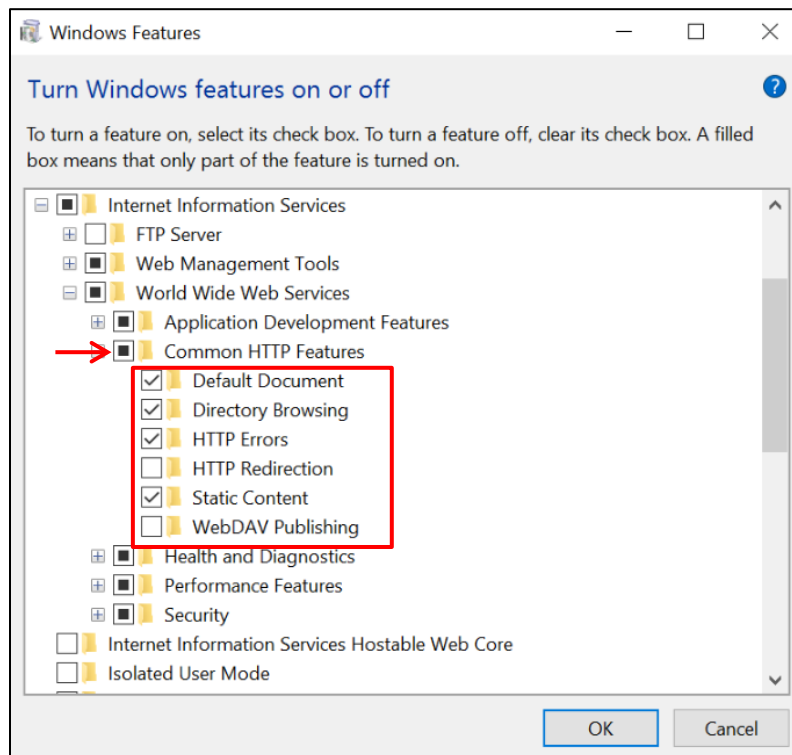 Windows Features
Turn Windows features on or off
To turn a feature on, select its check box. To turn a feature off, clear its check box. A filled
box means that only part of the feature is turned on.
Internet Information Services
FTP Server
Web Management Tools
World Wide Web Services
Application Development Features
Common HTTP Features
Default Document
Directory Browsing
HTTP Errors
HTTP Redirection
Static Content
WebDAV Publishing
Health and Diagnostics
Performance Features
Security
Internet Information Services Hostable Web Core
Isolated User Mode
OK
Cancel